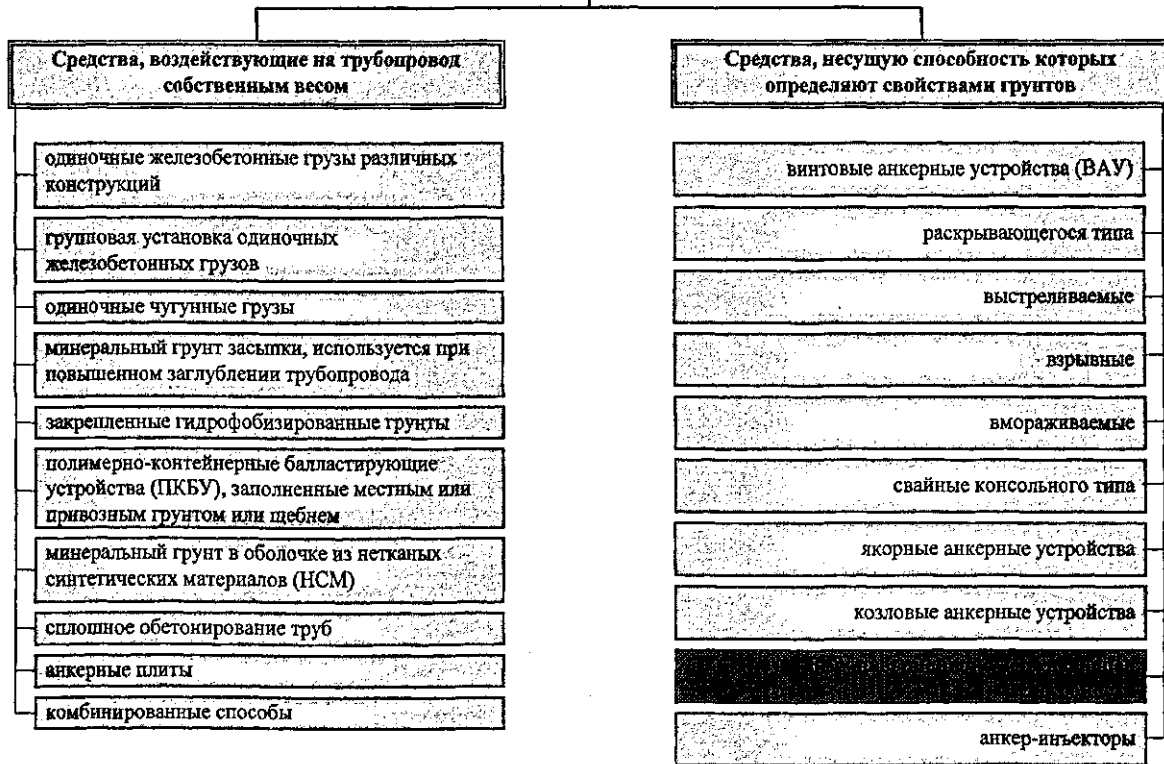 Средства, воздействующие на трубопровод
собственным весом
одиночные железобетонные грузы различных
конструкций
групповая установка одиночных
железобетонных грузов
одиночные чугунные грузы
минеральный грунт засыпки, используется при
повышенном заглублении трубопровода
закрепленные гидрофобизированные грунты
полимерно-контейнерные балластирующие
устройства (ПКБУ), заполненные местным или
привозным грунтом или щебнем
минеральный грунт в оболочке из нетканых
синтетических материалов (НСМ)
сплошное обетонирование труб
анкерные плиты
комбинированные способы
Средства, несущую способность которых
определяют свойствами грунтов
винтовые анкерные устройства (ВАУ)
раскрывающегося типа
выстреливаемые
взрывные
вмораживаемые
свайные консольного типа
якорные анкерные устройства
козловые анкерные устройства
анкер-инъекторы